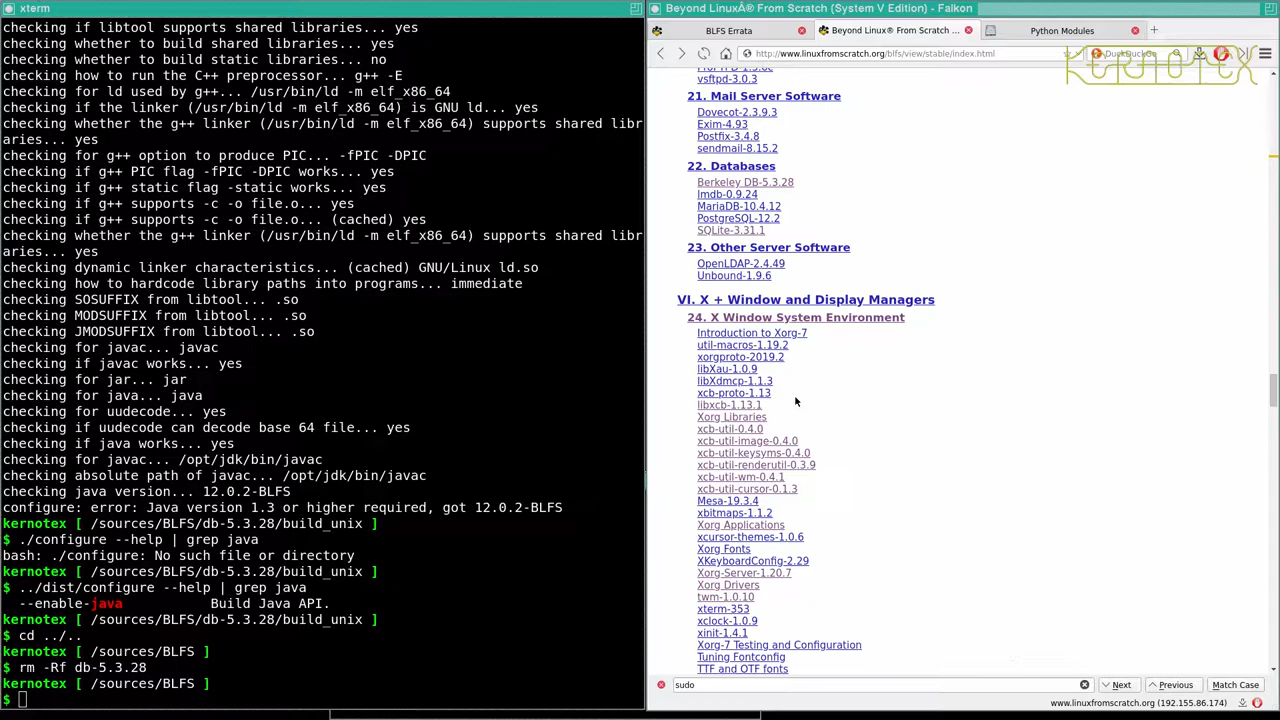 xterm
checking if libtool supports shared libraries... yes
checking whether to build shared libraries... yes
checking whether to build static libraries... no
checking how to run the C++ preprocessor... g++ -E
checking for ld used by g++... /usr/bin/ld -m elf_x86_64
checking if the linker (/usr/bin/ld -m elf_x86_64) is GNU ld... yes
checking whether the g++ linker (/usr/bin/ld -m elf_x86_64) supports shared libr
aries... yes
checking for g++ option to produce PIC... -fPIC -DPIC
checking if g++ PIC flag -fPIC -DPIC works... yes
checking if g++ static flag -static works... yes
checking if g++ supports -c -o file.o... yes
checking if g++ supports -c -o file.o... (cached) yes
checking whether the g++ linker (/usr/bin/ld -m elf_x86_64) supports shared libr
aries... yes
checking dynamic linker characteristics... (cached) GNU/Linux ld.so
checking how to hardcode library paths into programs... immediate
checking SOSUFFIX from libtool... .so
checking MODSUFFIX from libtool... .so
checking JMODSUFFIX from libtool... .so
checking for javac... javac
checking if javac works... yes
checking for jar... jar
checking for java... java
checking for uudecode... yes
checking if uudecode can decode base 64 file... yes
checking if java works... yes
checking for javac... /opt/jdk/bin/javac
checking absolute path of javac... /opt/jdk/bin/javac
checking java version... 12.0.2-BLFS
configure: error: Java version 1.3 or higher required, got 12.0.2-BLFS
kernotex [ /sources/BLFS/db-5.3.28/build_unix ]
$ ./configure --help | grep java
bash: ./configure: No such file or directory
kernotex [ /sources/BLFS/db-5.3.28/build_unix ]
$ ../dist/configure --help | grep java
--enable-java Build Java API.
kernotex [ /sources/BLFS/db-5.3.28/build_unix ]
$ cd ../..
kernotex [ /sources/BLFS ]
$ rm -Rf db-5.3.28
kernotex [ /sources/BLFS ]
$
Beyond LinuxÂ® From Scratch (System V Edition) - Falkon
BLFS Errata
Beyond Linux® From Scratch ...
Python Modules
http://www.linuxfromscratch.org/blfs/view/stable/index.html
DuckDuckGo
KERNOTEX
vsftpd-3.0.3
21. Mail Server Software
Dovecot-2.3.9.3
Exim-4.93
Postfix-3.4.8
sendmail-8.15.2
22. Databases
Berkeley DB-5.3.28
lmdb-0.9.24
MariaDB-10.4.12
PostgreSQL-12.2
SQLite-3.31.1
23. Other Server Software
OpenLDAP-2.4.49
Unbound-1.9.6
VI. X + Window and Display Managers
24. X Window System Environment
Introduction to Xorg-7
util-macros-1.19.2
xorgproto-2019.2
libXau-1.0.9
libXdmcp-1.1.3
xcb-proto-1.13
libxcb-1.13.1
Xorg Libraries
xcb-util-0.4.0
xcb-util-image-0.4.0
xcb-util-keysyms-0.4.0
xcb-util-renderutil-0.3.9
xcb-util-wm-0.4.1
xcb-util-cursor-0.1.3
Mesa-19.3.4
xbitmaps-1.1.2
Xorg Applications
xcursor-themes-1.0.6
Xorg Fonts
XKeyboardConfig-2.29
Xorg-Server-1.20.7
Xorg Drivers
twm-1.0.10
xterm-353
xclock-1.0.9
xinit-1.4.1
Xorg-7 Testing and Configuration
Tuning Fontconfig
TTF and OTF fonts
sudo
Next
Previous
Match Case
www.linuxfromscratch.org (192.155.86.174)